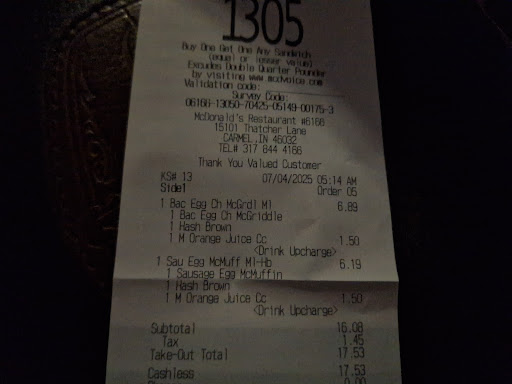 1305
Buy One Get One Any Sandwich
(equal or lesser value)
Excudes Double Quarter Pounder
by visiting www.mcdvoice.com
Validation code:
Survey Code:
06166-13050-70425-05149-00175-3
McDonald's Restaurant #6166
15101 Thatcher Lane
CARMEL,IN 46032
TEL# 317 844 4166
Thank You Valued Customer
KS# 13 07/04/2025 05:14 AM
Side1 Order 05
1 Bac Egg Ch McGrdl Ml 6.89
1 Bac Egg Ch McGriddle
1 Hash Brown
1 M Orange Juice Cc 1.50
<Drink Upcharge>
1 Sau Egg McMuff Ml-Hb 6.19
1 Sausage Egg McMuffin
1 Hash Brown
1 M Orange Juice Cc 1.50
<Drink Upcharge>
Subtotal 16.08
Tax 1.45
Take-Out Total 17.53
Cashless 17.53
0.00